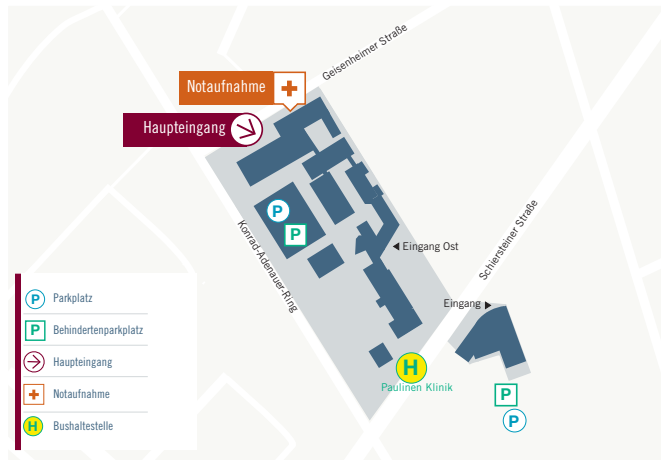 Geisenheimer Straße
Notaufnahme
Haupteingang
P
P
Konrad-Adenauer-Ring
Eingang Ost
Schiersteiner Straße
Eingang
H
Paulinen Klinik
P
P
P Parkplatz
P Behindertenparkplatz
Haupteingang
Notaufnahme
H Bushaltestelle